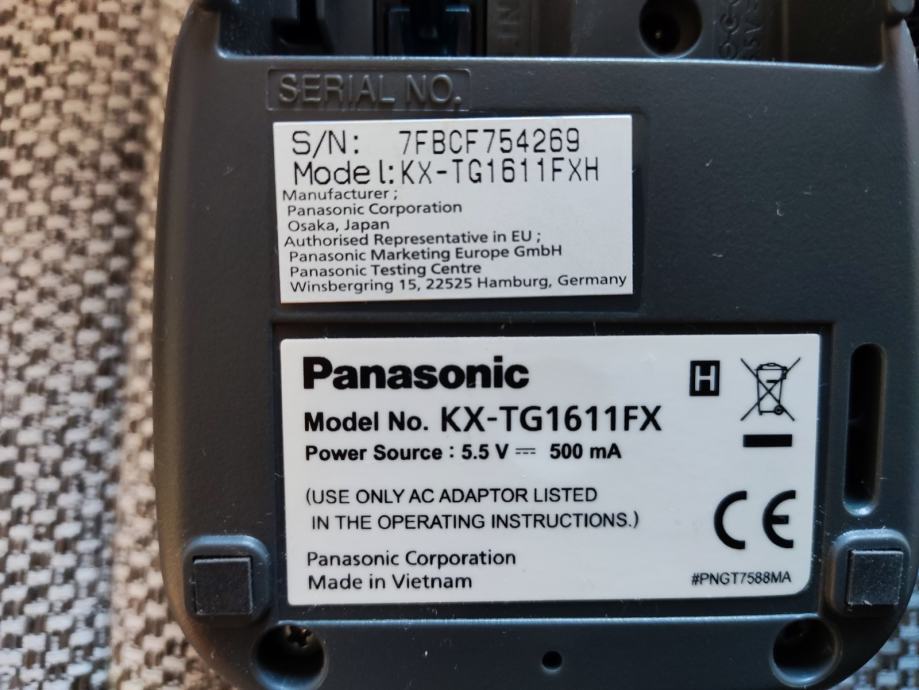 SERIAL NO.
S/N: 7FBCF754269
Model:KX-TG1611FXH
Manufacturer ;
Panasonic Corporation
Osaka, Japan
Authorised Representative in EU ;
Panasonic Marketing Europe GmbH
Panasonic Testing Centre
Winsbergring 15, 22525 Hamburg, Germany
Panasonic H
Model No. KX-TG1611FX
Power Source : 5.5 V ⎓ 500 mA
(USE ONLY AC ADAPTOR LISTED
IN THE OPERATING INSTRUCTIONS.)
CE
Panasonic Corporation
Made in Vietnam
#PNGT7588MA